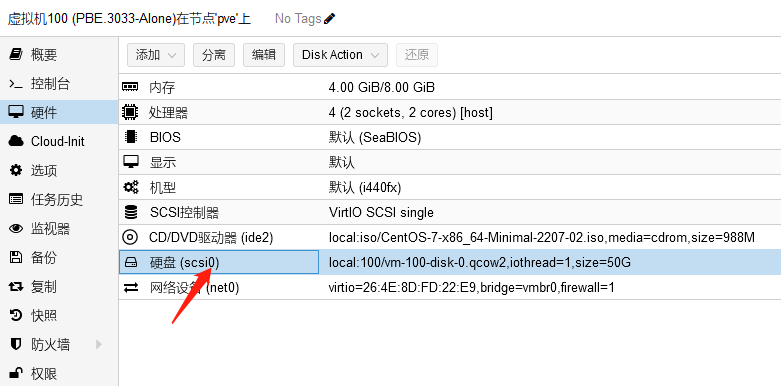 虚拟机100 (PBE.3033-Alone)在节点'pve'上 No Tags
概要
控制台
硬件
Cloud-Init
选项
任务历史
监视器
备份
复制
快照
防火墙
权限
添加 分离 编辑 Disk Action 还原
内存 4.00 GiB/8.00 GiB
处理器 4 (2 sockets, 2 cores) [host]
BIOS 默认 (SeaBIOS)
显示 默认
机型 默认 (i440fx)
SCSI控制器 VirtIO SCSI single
CD/DVD驱动器 (ide2) local:iso/CentOS-7-x86_64-Minimal-2207-02.iso,media=cdrom,size=988M
硬盘 (scsi0) local:100/vm-100-disk-0.qcow2,iothread=1,size=50G
网络设备 (net0) virtio=26:4E:8D:FD:22:E9,bridge=vmbr0,firewall=1